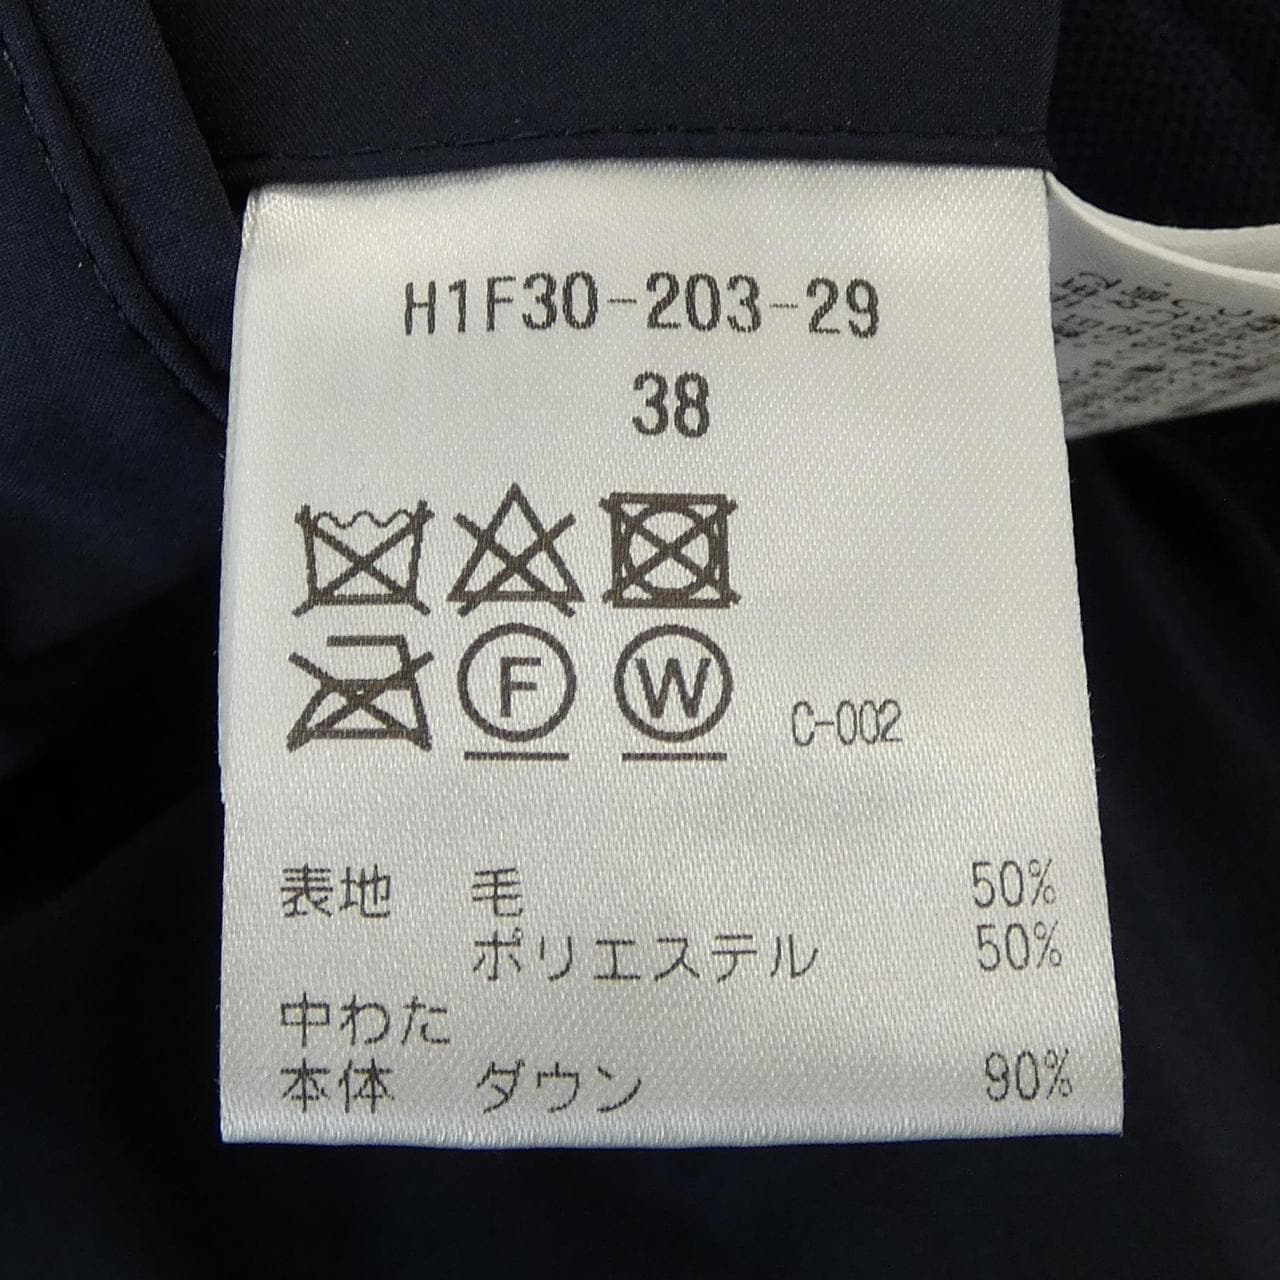 H1F30-203-29
38
F W C-002
表地 毛 50%
ポリエステル 50%
中わた
本体 ダウン 90%